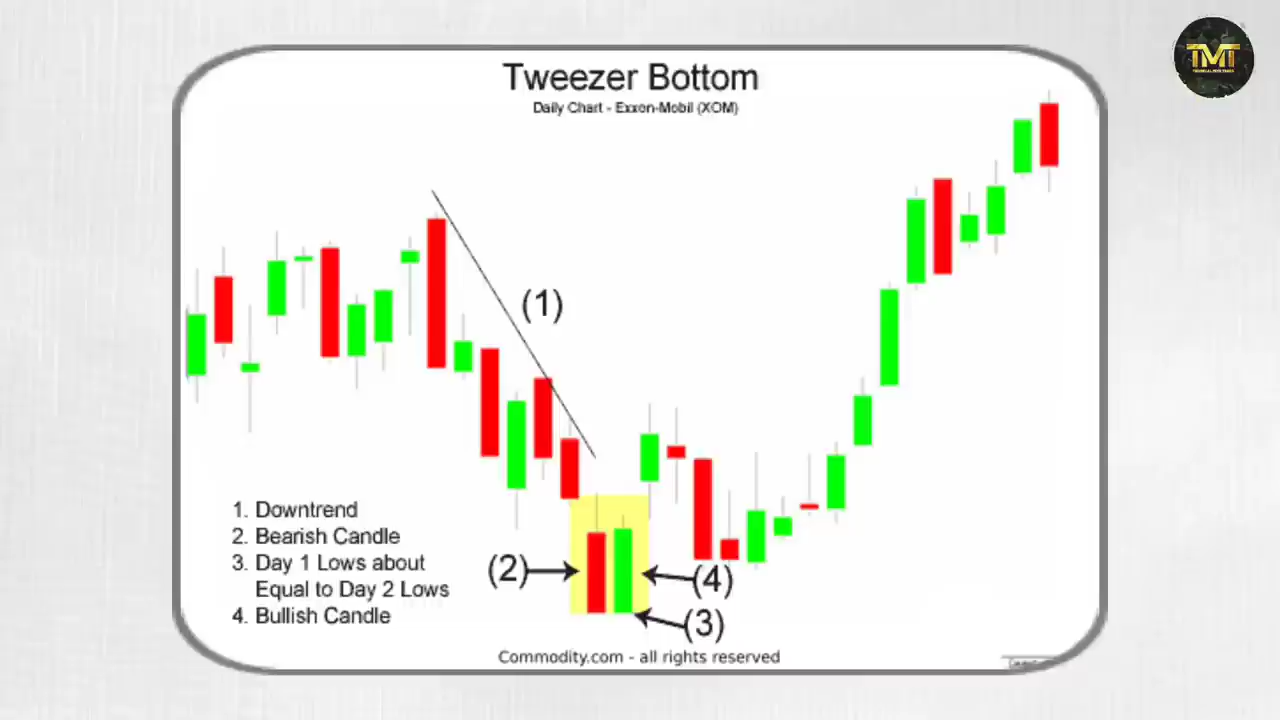 TMT
Tweezer Bottom
Daily Chart - Exxon-Mobil (XOM)
(1)
1. Downtrend
2. Bearish Candle
3. Day 1 Lows about
Equal to Day 2 Lows
4. Bullish Candle
(2)
(4)
(3)
Commodity.com - all rights reserved